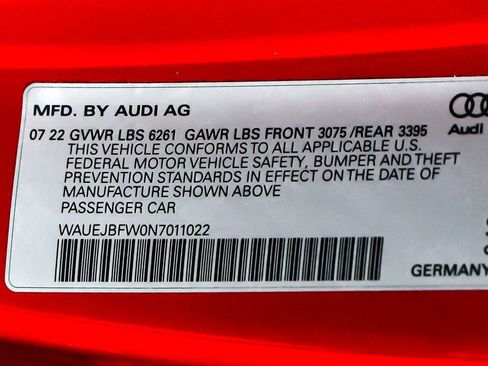 MFD. BY AUDI AG
Audi
07 22 GVWR LBS 6261 GAWR LBS FRONT 3075 /REAR 3395
THIS VEHICLE CONFORMS TO ALL APPLICABLE U.S.
FEDERAL MOTOR VEHICLE SAFETY, BUMPER AND THEFT
PREVENTION STANDARDS IN EFFECT ON THE DATE OF
MANUFACTURE SHOWN ABOVE
PASSENGER CAR
WAUEJBFW0N7011022
GERMANY